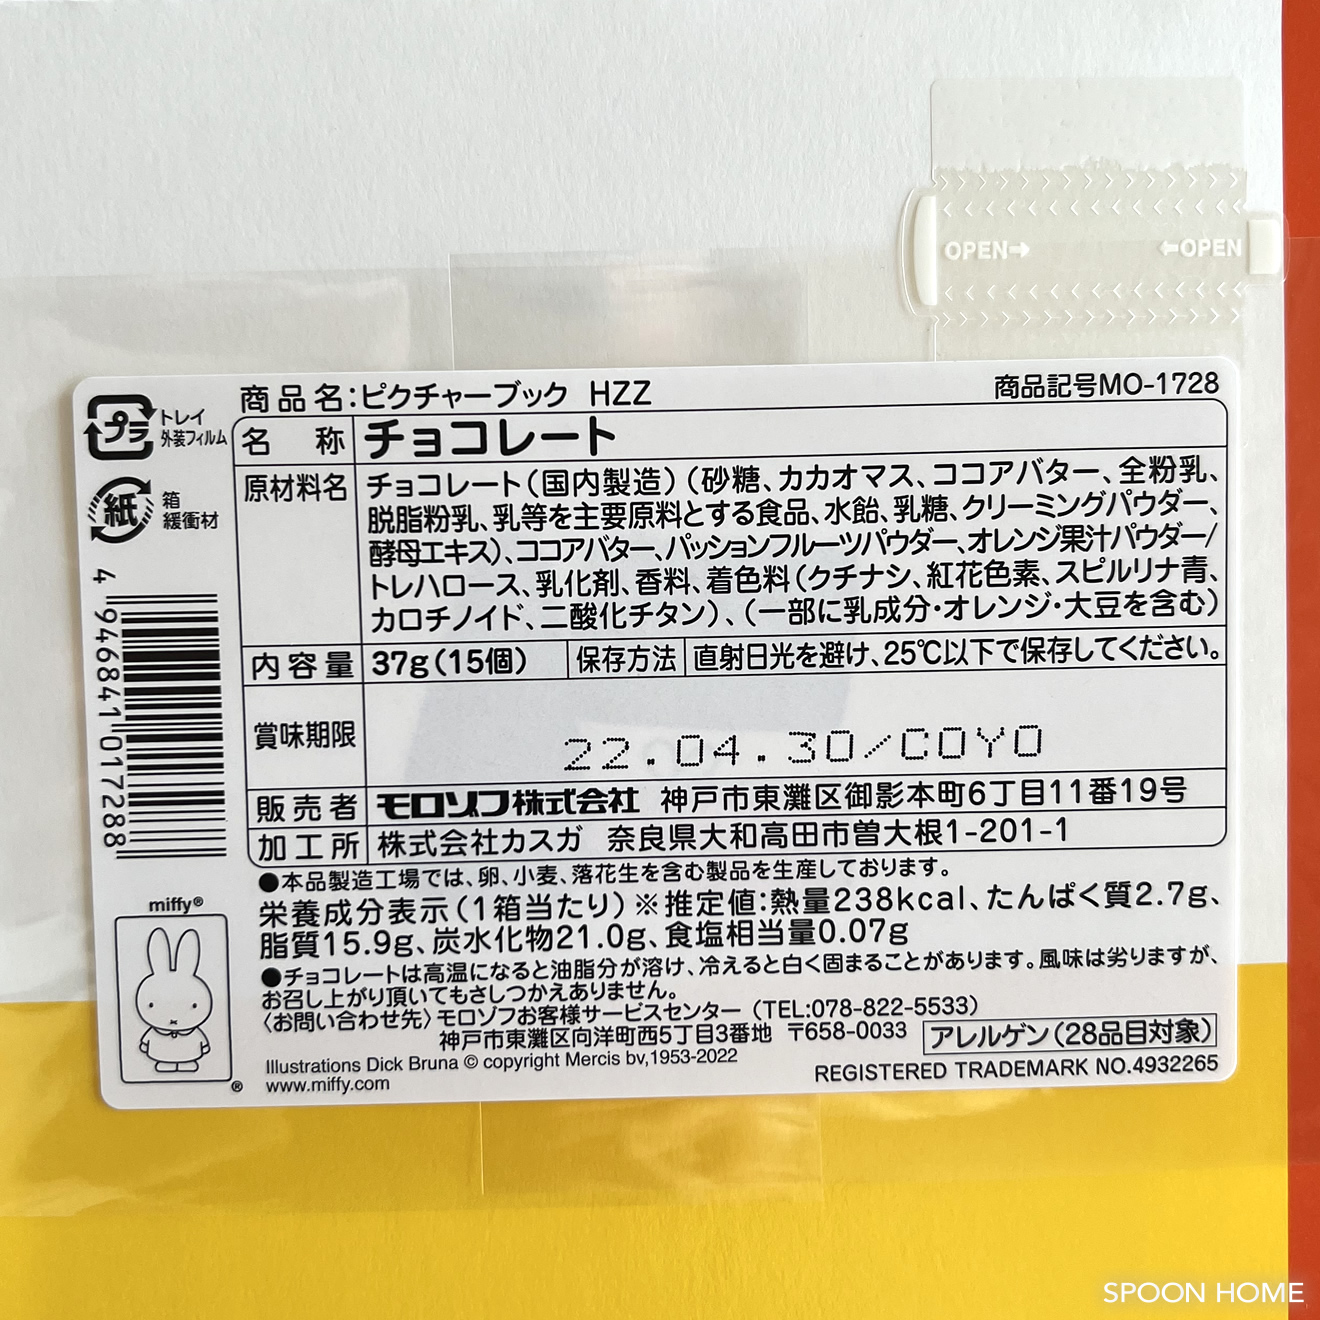 OPEN→ ←OPEN
商品名:ピクチャーブック HZZ 商品記号MO-1728
プラ トレイ
外装フィルム
紙 箱
緩衝材
名称 チョコレート
原材料名 チョコレート(国内製造)(砂糖、カカオマス、ココアバター、全粉乳、
脱脂粉乳、乳等を主要原料とする食品、水飴、乳糖、クリーミングパウダー、
酵母エキス)、ココアバター、パッションフルーツパウダー、オレンジ果汁パウダー/
トレハロース、乳化剤、香料、着色料(クチナシ、紅花色素、スピルリナ青、
カロチノイド、二酸化チタン)、(一部に乳成分・オレンジ・大豆を含む)
内容量 37g(15個) 保存方法 直射日光を避け、25℃以下で保存してください。
賞味期限 22.04.30/COYO
販売者 モロゾフ株式会社 神戸市東灘区御影本町6丁目11番19号
加工所 株式会社カスガ 奈良県大和高田市曽大根1-201-1
4 946841 017288
●本品製造工場では、卵、小麦、落花生を含む製品を生産しております。
栄養成分表示(1箱当たり)※推定値:熱量238kcal、たんぱく質2.7g、
脂質15.9g、炭水化物21.0g、食塩相当量0.07g
●チョコレートは高温になると油脂分が溶け、冷えると白く固まることがあります。風味は劣りますが、
お召し上がり頂いてもさしつかえありません。
〈お問い合わせ先〉モロゾフお客様サービスセンター (TEL:078-822-5533)
神戸市東灘区向洋町西5丁目3番地 〒658-0033
アレルゲン(28品目対象)
Illustrations Dick Bruna © copyright Mercis bv,1953-2022
www.miffy.com
REGISTERED TRADEMARK NO.4932265
miffy®
®
SPOON HOME